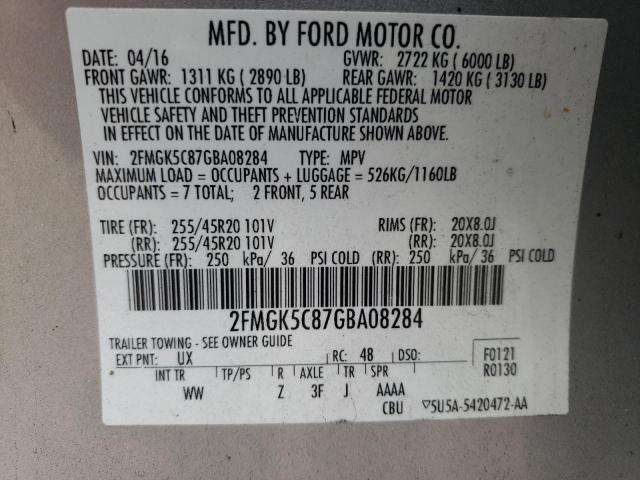 MFD. BY FORD MOTOR CO.
DATE: 04/16 GVWR: 2722 KG ( 6000 LB)
FRONT GAWR: 1311 KG ( 2890 LB) REAR GAWR: 1420 KG ( 3130 LB)
THIS VEHICLE CONFORMS TO ALL APPLICABLE FEDERAL MOTOR
VEHICLE SAFETY AND THEFT PREVENTION STANDARDS
IN EFFECT ON THE DATE OF MANUFACTURE SHOWN ABOVE.
VIN: 2FMGK5C87GBA08284 TYPE: MPV
MAXIMUM LOAD = OCCUPANTS + LUGGAGE = 526KG/1160LB
OCCUPANTS = 7 TOTAL; 2 FRONT, 5 REAR
TIRE (FR): 255/45R20 101V RIMS (FR): 20X8.0J
(RR): 255/45R20 101V (RR): 20X8.0J
PRESSURE (FR): 250 kPa/ 36 PSI COLD (RR): 250 kPa/ 36 PSI COLD
2FMGK5C87GBA08284
TRAILER TOWING - SEE OWNER GUIDE
EXT PNT: UX RC: 48 DSO: F0121
INT TR TP/PS R AXLE TR SPR R0130
WW Z 3F J AAAA
CBU ▽5U5A-5420472-AA